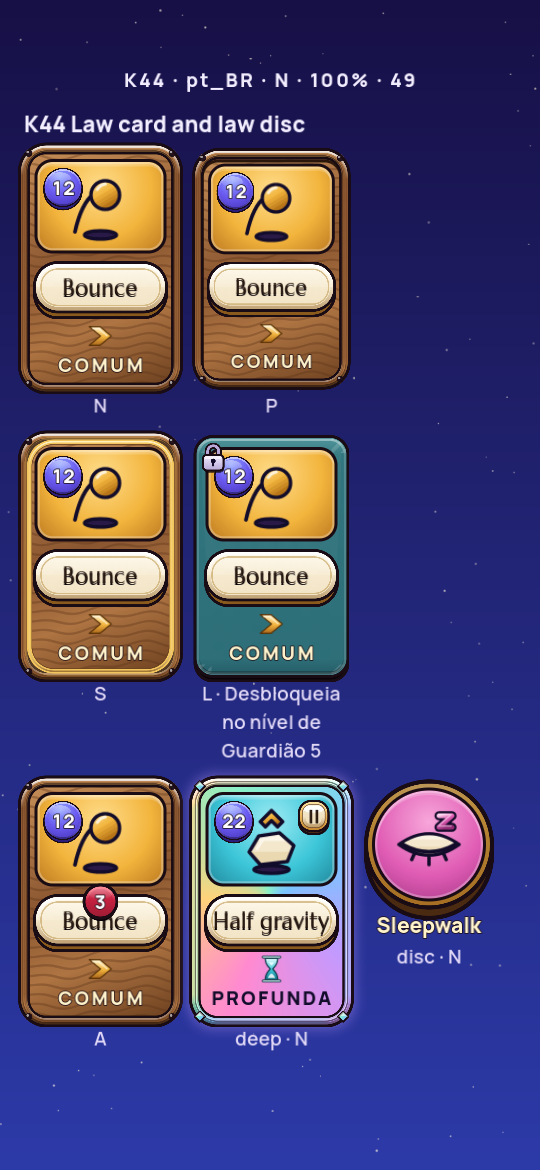 K44 · pt_BR · N · 100% · 49
K44 Law card and law disc
12
Bounce
COMUM
N
12
Bounce
COMUM
P
12
Bounce
COMUM
S
12
Bounce
COMUM
L · Desbloqueia
no nível de
Guardião 5
12
3
Bounce
COMUM
A
22
Half gravity
PROFUNDA
deep · N
Z
Sleepwalk
disc · N